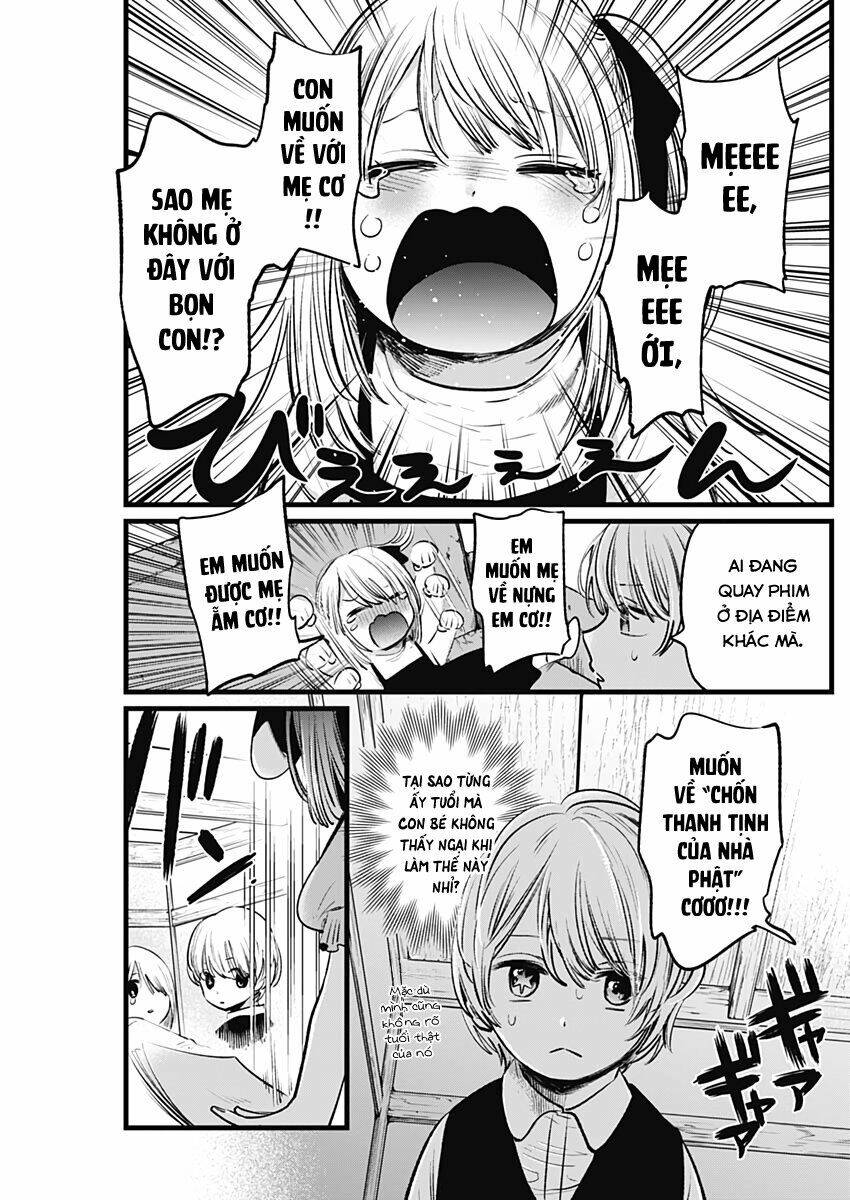 MẸEEEE
EE,
MẸE
EEE
ƠI,
CON
MUỐN
VỀ VỚI
MẸ CƠ
!!
SAO MẸ
KHÔNG Ở
ĐÂY VỚI
BỌN
CON!?
びええええん
AI ĐANG
QUAY PHIM
Ở ĐỊA ĐIỂM
KHÁC MÀ.
EM
MUỐN MẸ
VỀ NỰNG
EM CƠ!!
EM MUỐN
ĐƯỢC MẸ
ẴM CƠ!!
MUỐN
VỀ “CHỐN
THANH TỊNH
CỦA NHÀ
PHẬT”
CƠƠƠ!!!
TẠI SAO TỪNG
ẤY TUỔI MÀ
CON BÉ KHÔNG
THẤY NGẠI KHI
LÀM THẾ NÀY
NHỈ?
Mặc dù
mình cũng
không rõ
tuổi thật
của nó
ギャア
ギャア
バン